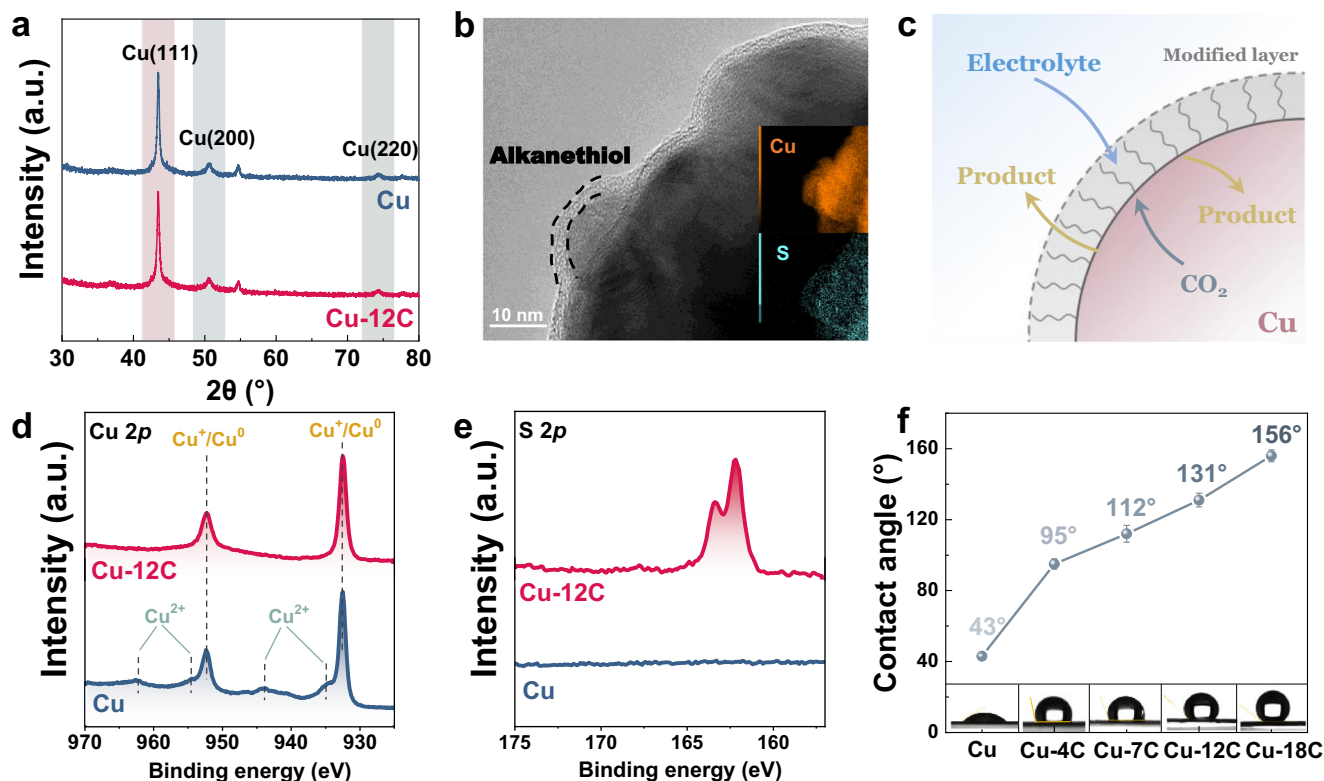 a
Cu(111)
Cu(200)
Cu(220)
Cu
Cu-12C
Intensity (a.u.)
30 40 50 60 70 80
2θ (°)
b
Alkanethiol
Cu
S
10 nm
c
Electrolyte
Modified layer
Product
Product
CO₂
Cu
d
Cu 2p
Cu⁺/Cu⁰
Cu⁺/Cu⁰
Cu-12C
Cu²⁺
Cu²⁺
Cu
Intensity (a.u.)
970 960 950 940 930
Binding energy (eV)
e
S 2p
Cu-12C
Cu
Intensity (a.u.)
175 170 165 160
Binding energy (eV)
f
Contact angle (°)
160
120
80
40
0
43°
95°
112°
131°
156°
Cu Cu-4C Cu-7C Cu-12C Cu-18C